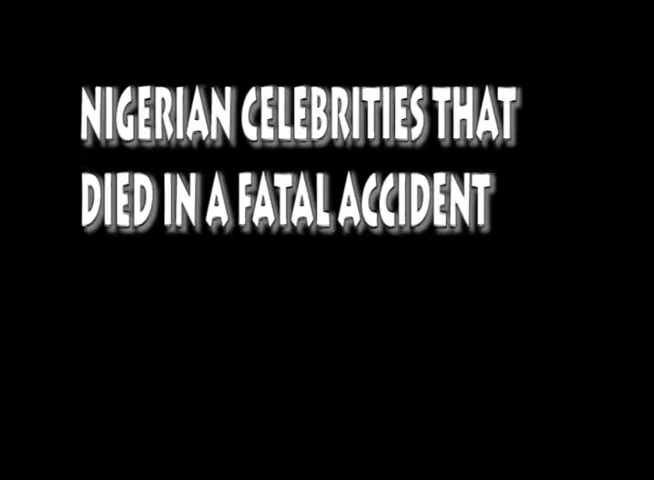 NIGERIAN CELEBRITIES THAT
DIED IN A FATAL ACCIDENT